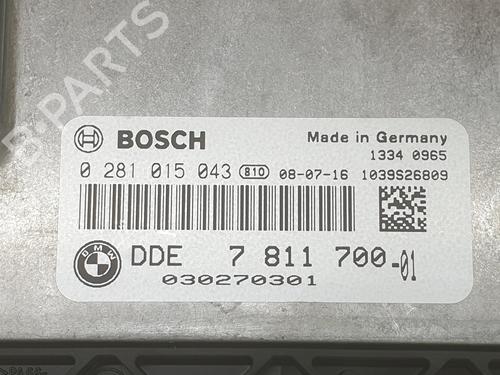 B-PARTS
BOSCH
Made in Germany
1334 0965
0 281 015 043 810 08-07-16 1039S26809
BMW
DDE 7 811 700-01
030270301